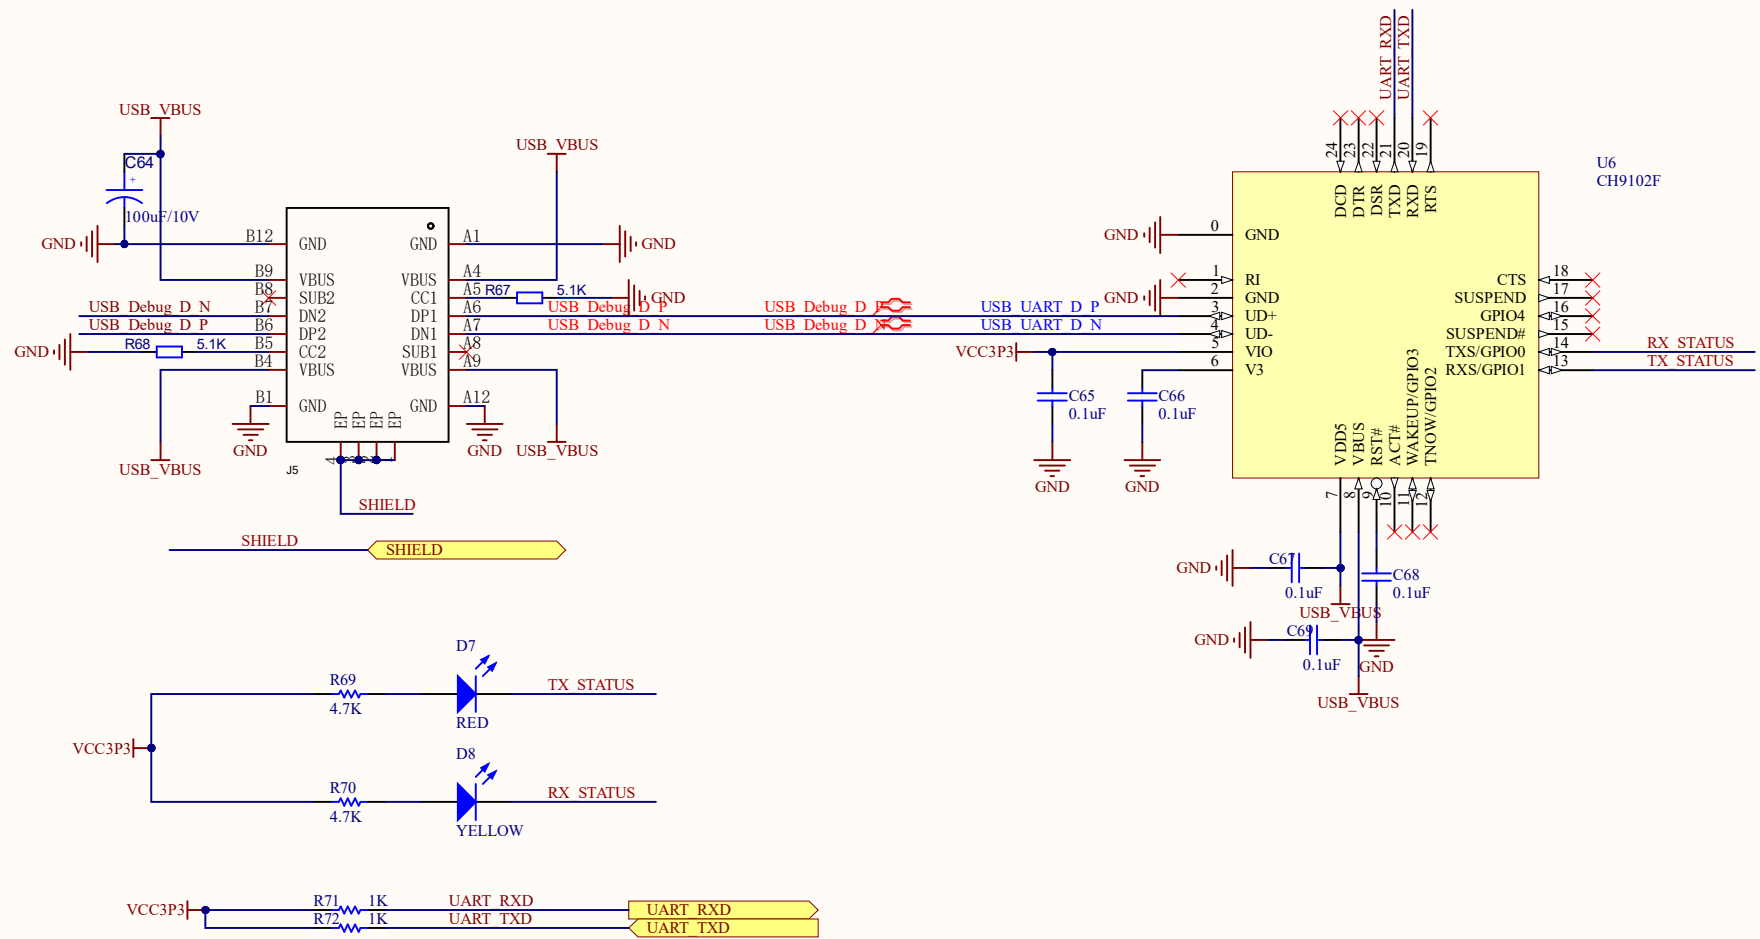 UART_RXD
UART_TXD
USB_VBUS
C64
+
100uF/10V
GND
USB_VBUS
B12 GND GND A1 GND
B9 VBUS VBUS A4
B8 SUB2 CC1 A5 R67 5.1K GND
USB_Debug_D_N B7 DN2 DP1 A6 USB_Debug_D_P USB_Debug_D_P USB_UART_D_P
USB_Debug_D_P B6 DP2 DN1 A7 USB_Debug_D_N USB_Debug_D_N USB_UART_D_N
GND R68 5.1K B5 CC2 SUB1 A8
B4 VBUS VBUS A9
B1 GND GND A12
EP EP EP EP
GND GND
USB_VBUS USB_VBUS
J5
4
SHIELD
SHIELD SHIELD
U6
CH9102F
24 23 22 21 20 19
DCD DTR DSR TXD RXD RTS
GND 0 GND
1 RI CTS 18
GND 2 GND SUSPEND 17
3 UD+ GPIO4 16
4 UD- SUSPEND# 15
VCC3P3 5 VIO TXS/GPIO0 14 RX_STATUS
6 V3 RXS/GPIO1 13 TX_STATUS
C65
0.1uF
C66
0.1uF
GND GND
VDD5 VBUS RST# ACT# WAKEUP/GPIO3 TNOW/GPIO2
7 8 9 10 11 12
GND C67
0.1uF
C68
0.1uF
USB_VBUS
GND C69
0.1uF
GND
USB_VBUS
D7
R69 TX_STATUS
4.7K RED
VCC3P3
D8
R70 RX_STATUS
4.7K YELLOW
VCC3P3 R71 1K UART_RXD UART_RXD
R72 1K UART_TXD UART_TXD